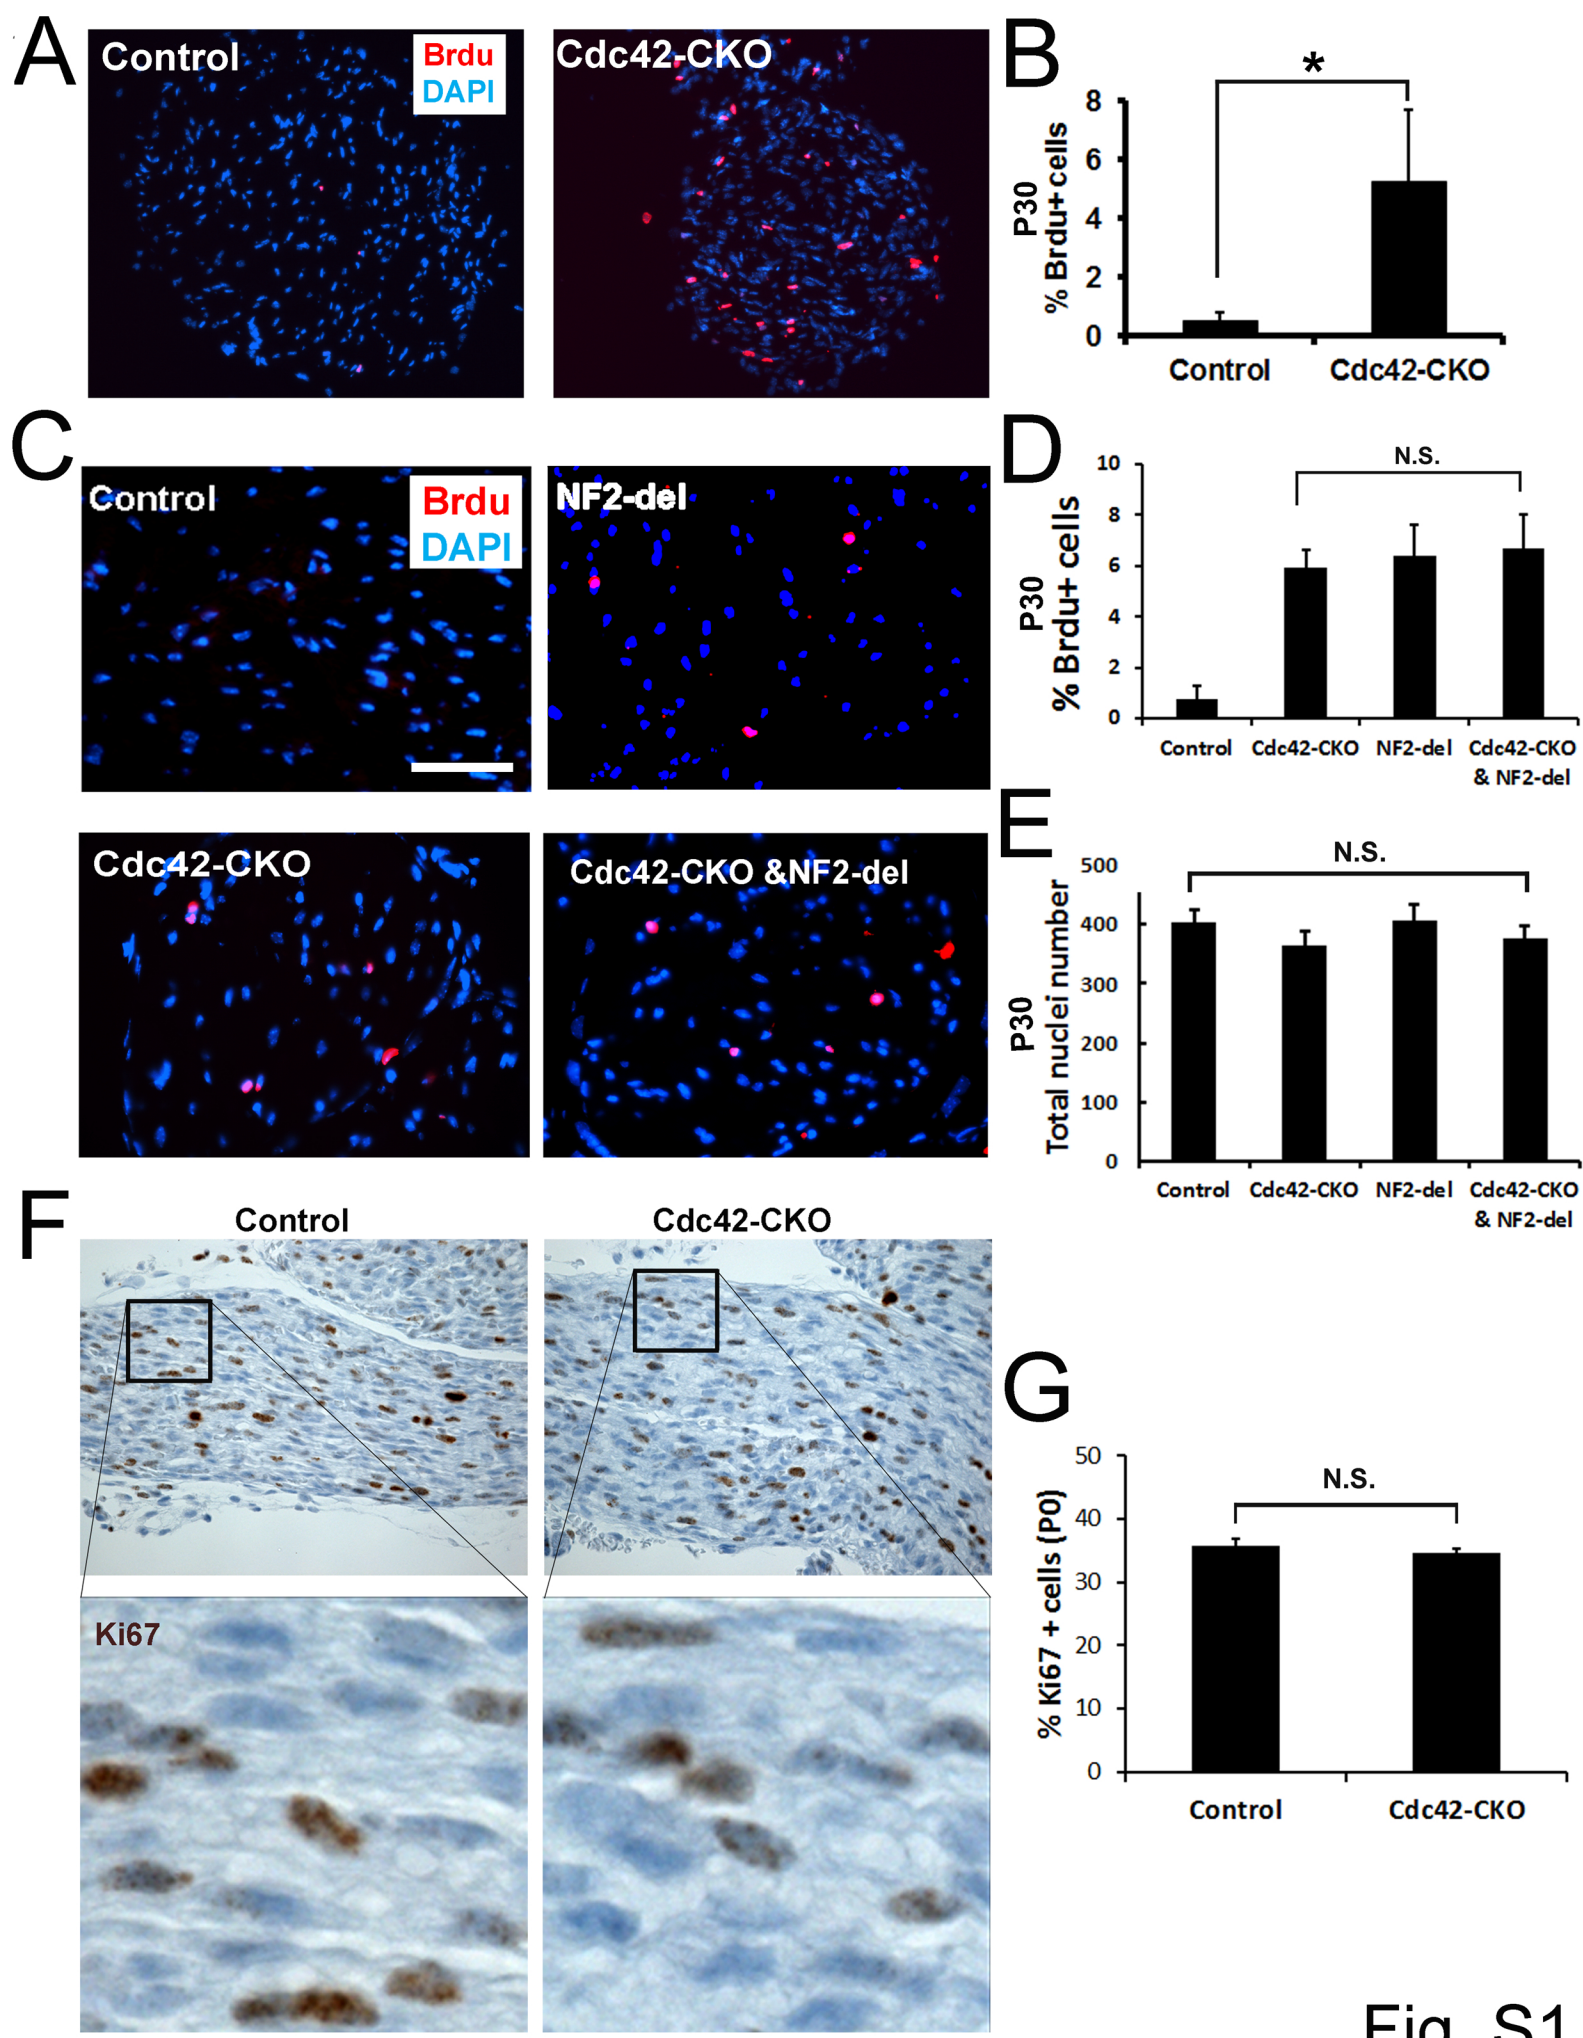 A
Control
Brdu
DAPI
Cdc42-CKO
B
*
P30
% Brdu+ cells
8
6
4
2
0
Control
Cdc42-CKO
C
Control
Brdu
DAPI
NF2-del
Cdc42-CKO
Cdc42-CKO &NF2-del
D
N.S.
P30
% Brdu+ cells
10
8
6
4
2
0
Control
Cdc42-CKO
NF2-del
Cdc42-CKO
& NF2-del
E
N.S.
P30
Total nuclei number
500
400
300
200
100
0
Control
Cdc42-CKO
NF2-del
Cdc42-CKO
& NF2-del
F
Control
Cdc42-CKO
Ki67
G
N.S.
% Ki67 + cells (P0)
50
40
30
20
10
0
Control
Cdc42-CKO
Fig. S1